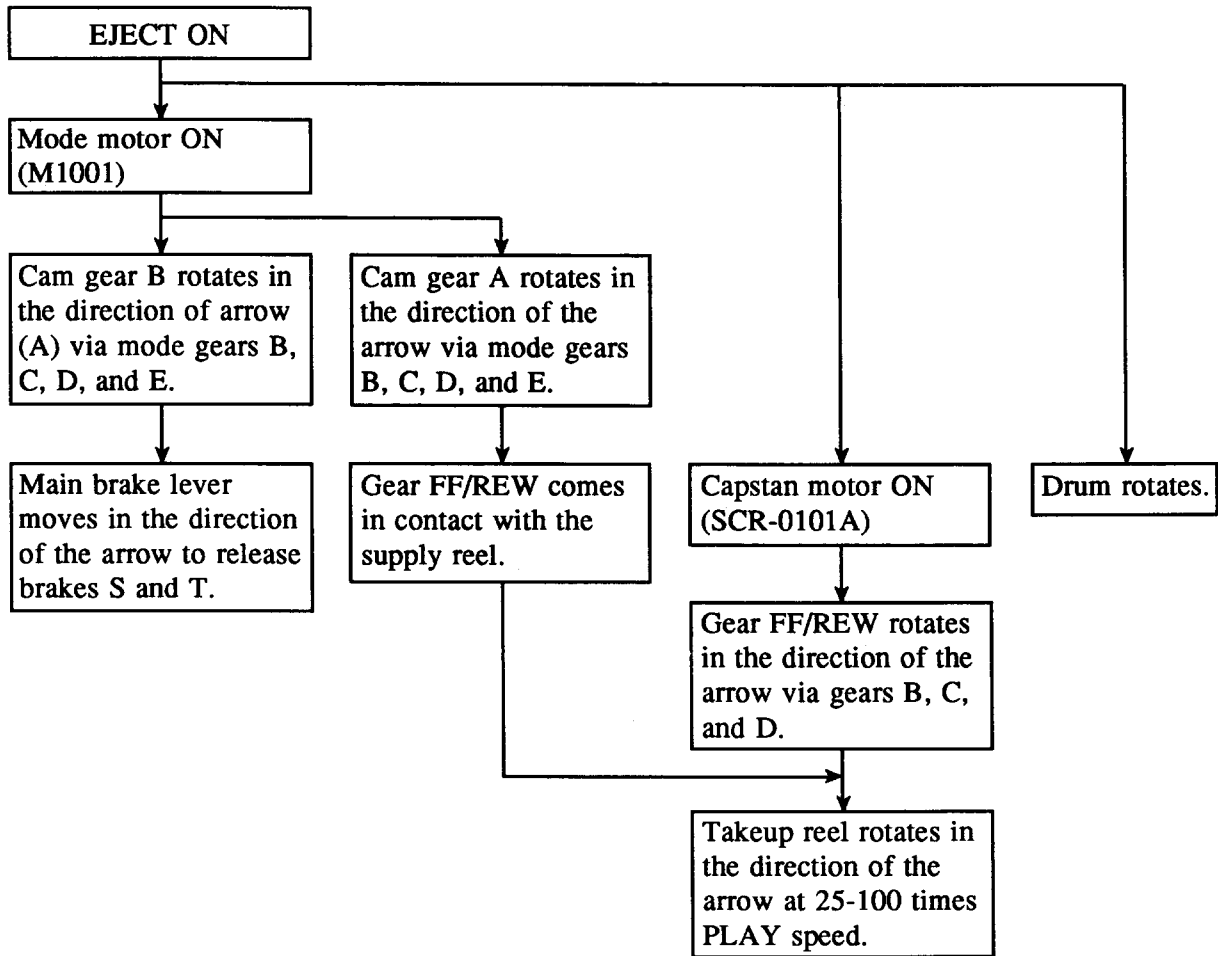 EJECT ON
Mode motor ON
(M1001)
Cam gear B rotates in
the direction of arrow
(A) via mode gears B,
C, D, and E.
Cam gear A rotates in
the direction of the
arrow via mode gears
B, C, D, and E.
Main brake lever
moves in the direction
of the arrow to release
brakes S and T.
Gear FF/REW comes
in contact with the
supply reel.
Capstan motor ON
(SCR-0101A)
Drum rotates.
Gear FF/REW rotates
in the direction of the
arrow via gears B, C,
and D.
Takeup reel rotates in
the direction of the
arrow at 25-100 times
PLAY speed.